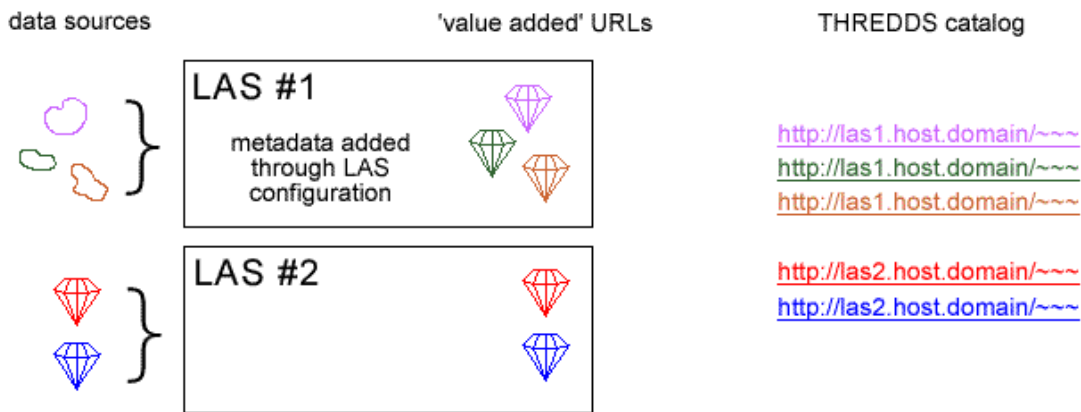 data sources
'value added' URLs
THREDDS catalog
LAS #1
metadata added
through LAS
configuration
http://las1.host.domain/~~~
http://las1.host.domain/~~~
http://las1.host.domain/~~~
LAS #2
http://las2.host.domain/~~~
http://las2.host.domain/~~~